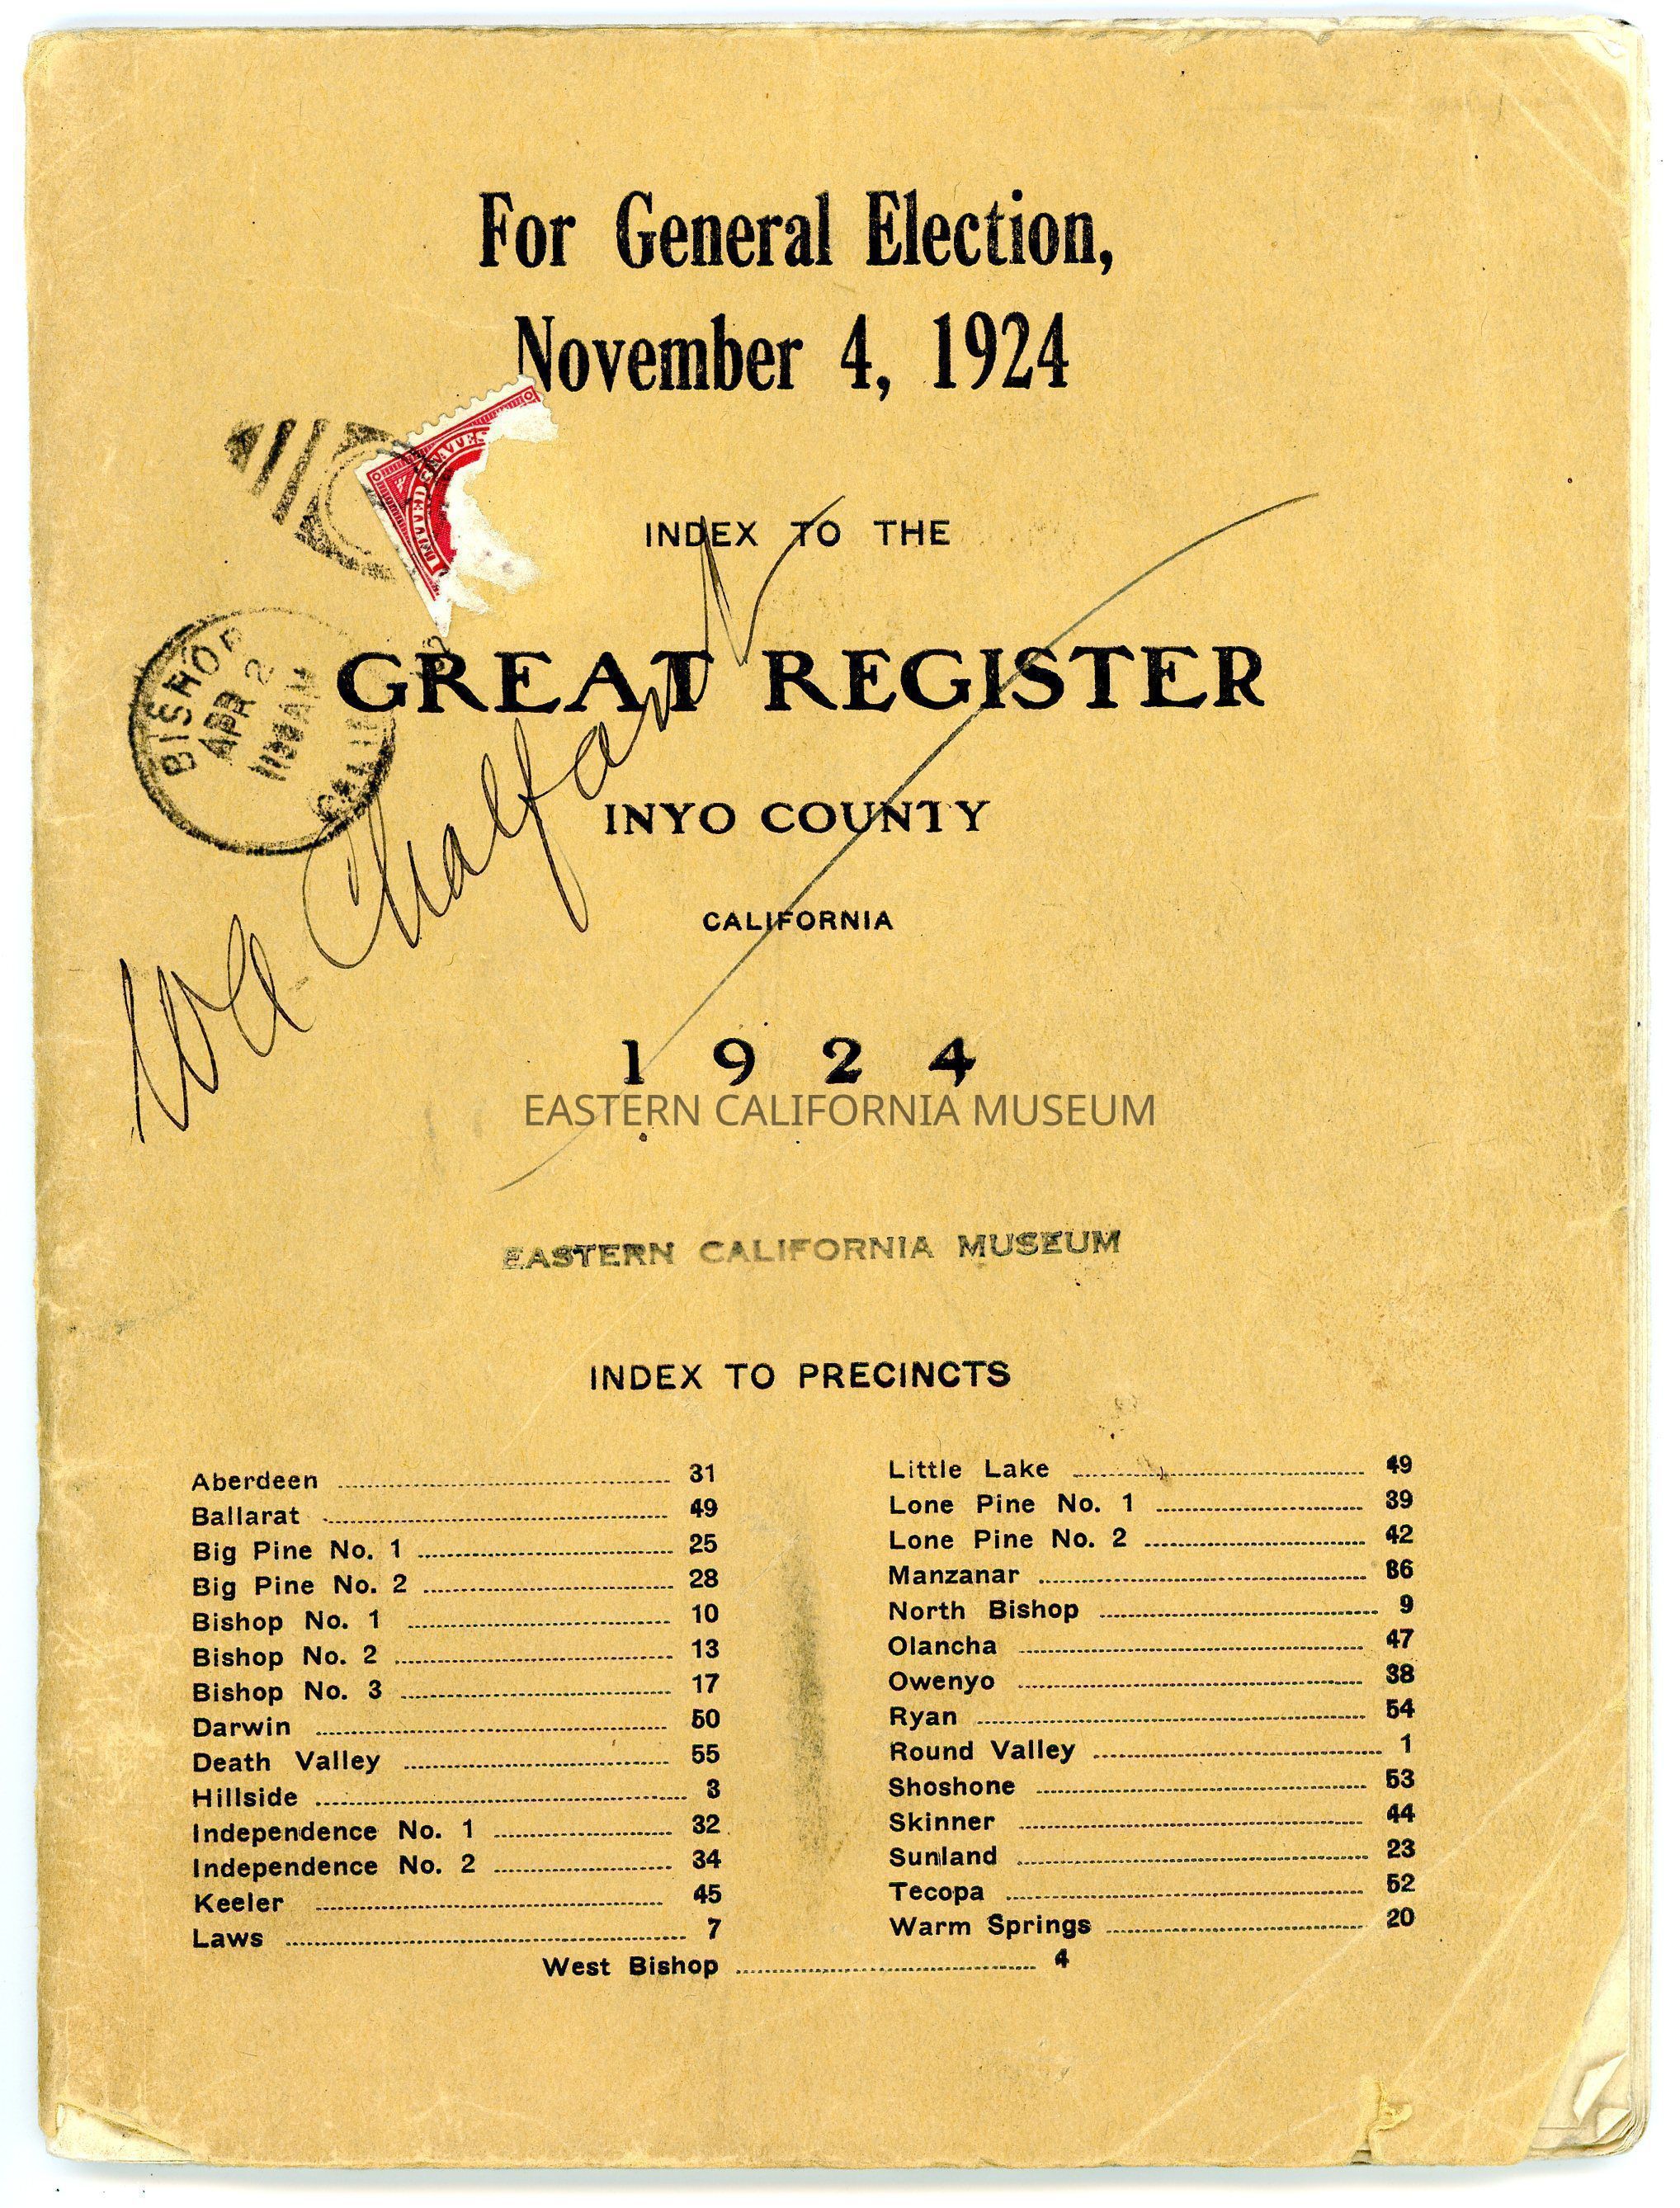 For General Election,
November 4, 1924
INDEX TO THE
GREAT REGISTER
BISHOP
APR 2
11 AM
CALIF
INYO COUNTY
W A Chalfant
CALIFORNIA
1924
EASTERN CALIFORNIA MUSEUM
EASTERN CALIFORNIA MUSEUM
INDEX TO PRECINCTS
Aberdeen 31
Ballarat 49
Big Pine No. 1 25
Big Pine No. 2 28
Bishop No. 1 10
Bishop No. 2 13
Bishop No. 3 17
Darwin 50
Death Valley 55
Hillside 3
Independence No. 1 32
Independence No. 2 34
Keeler 45
Laws 7
Little Lake 49
Lone Pine No. 1 39
Lone Pine No. 2 42
Manzanar 86
North Bishop 9
Olancha 47
Owenyo 38
Ryan 54
Round Valley 1
Shoshone 53
Skinner 44
Sunland 23
Tecopa 52
Warm Springs 20
West Bishop 4